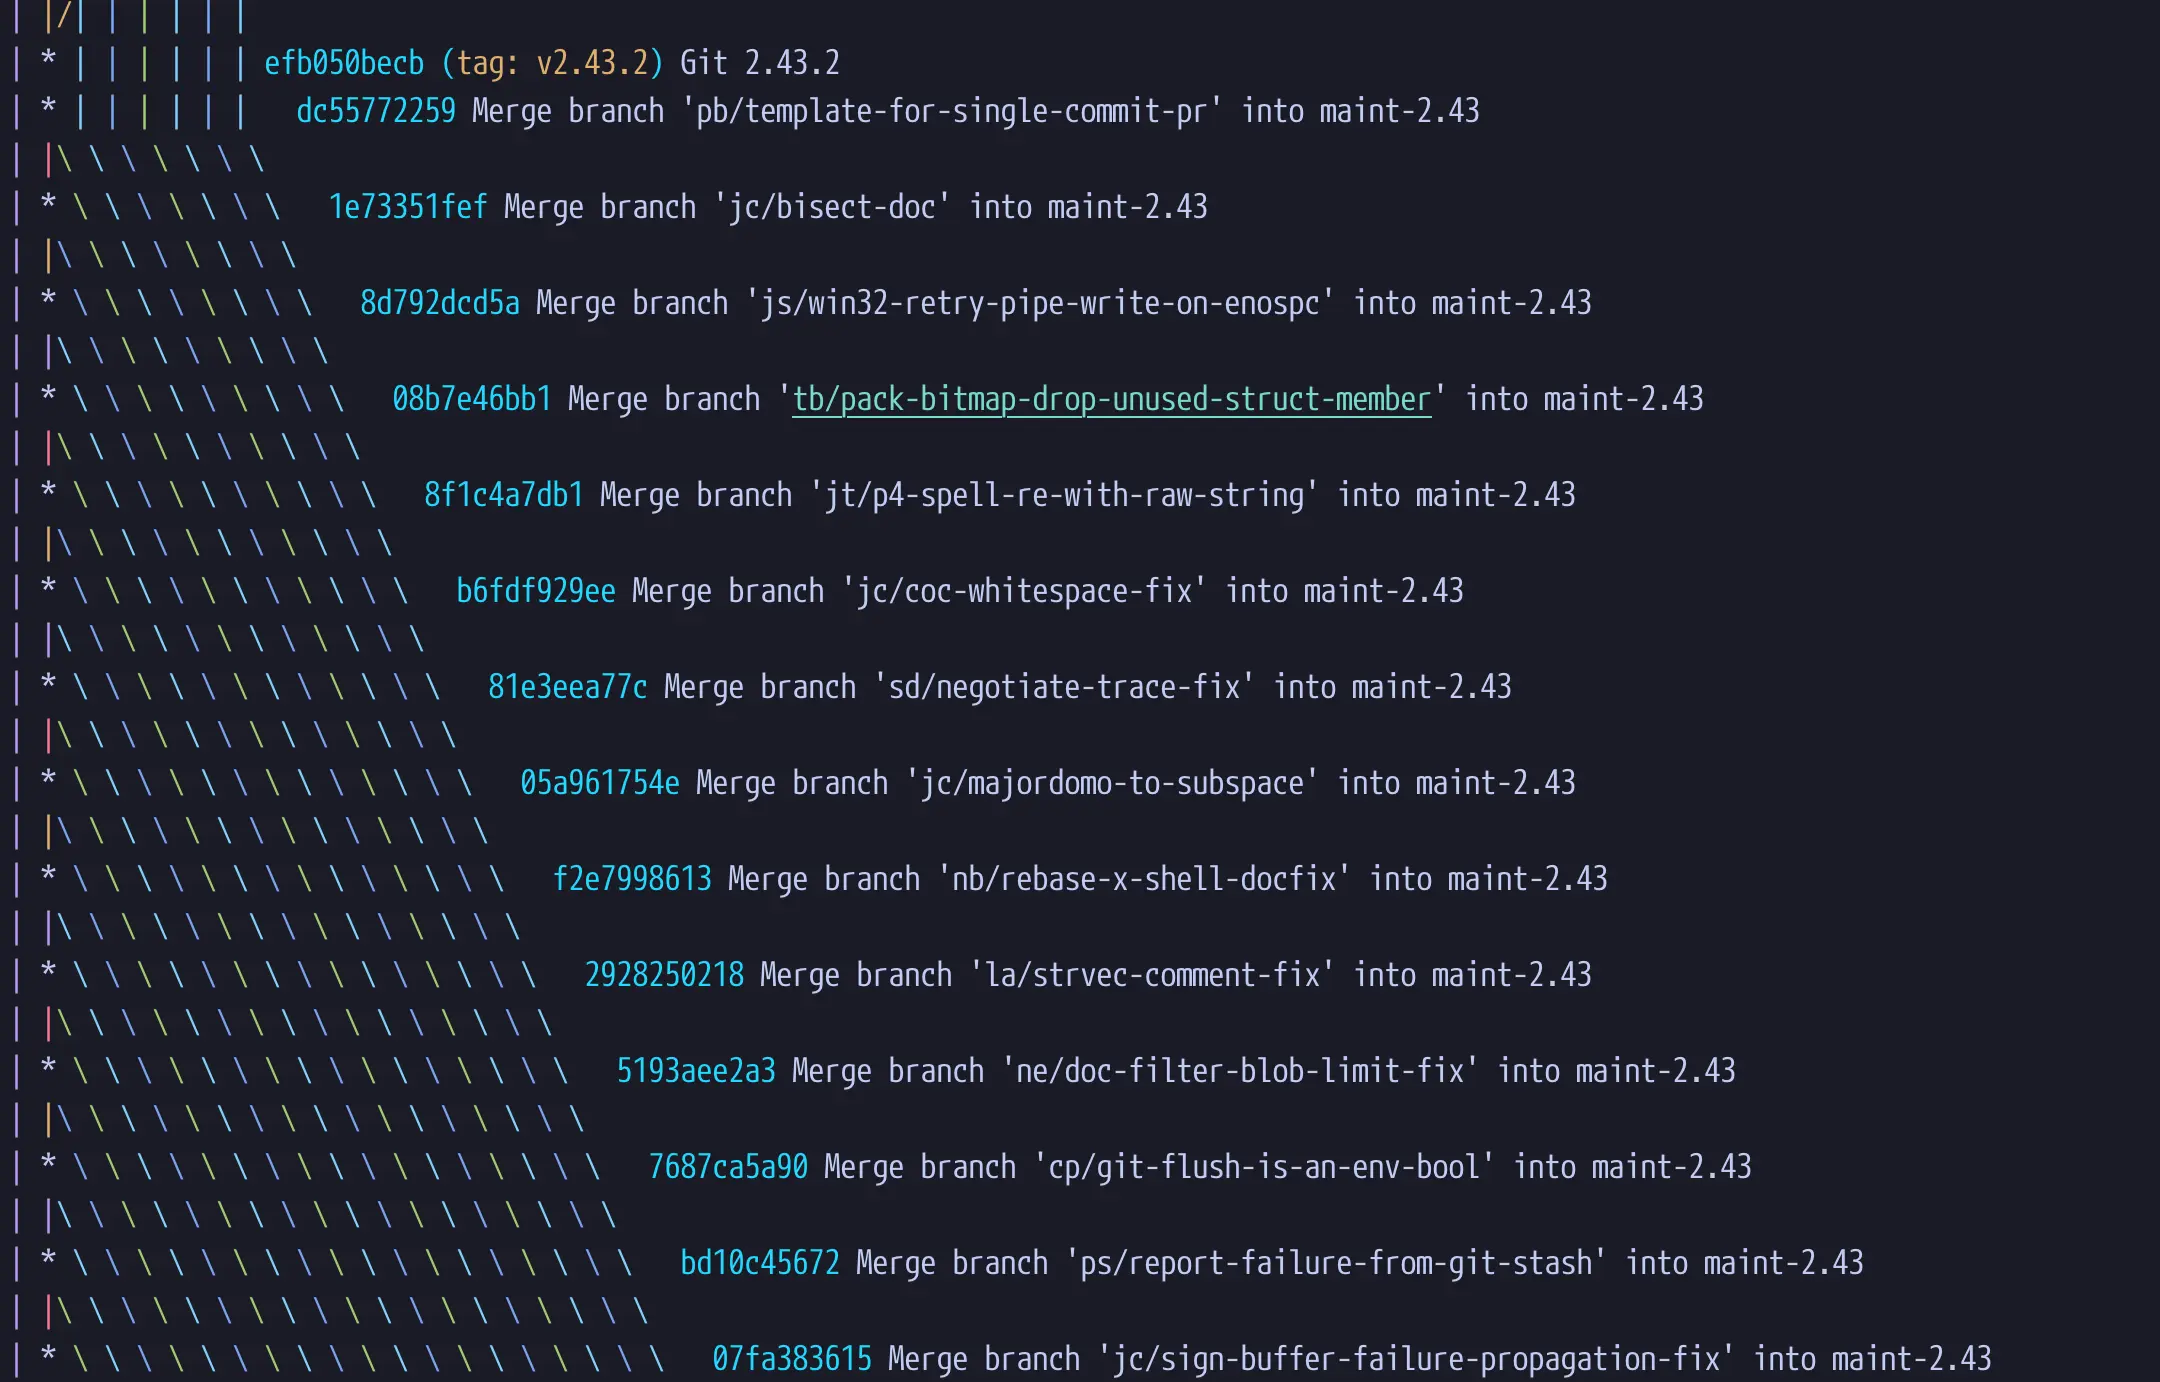 | |/| | | | | |
| * | | | | | | efb050becb (tag: v2.43.2) Git 2.43.2
| * | | | | | |   dc55772259 Merge branch 'pb/template-for-single-commit-pr' into maint-2.43
| |\ \ \ \ \ \ \
| * \ \ \ \ \ \ \   1e73351fef Merge branch 'jc/bisect-doc' into maint-2.43
| |\ \ \ \ \ \ \ \
| * \ \ \ \ \ \ \ \   8d792dcd5a Merge branch 'js/win32-retry-pipe-write-on-enospc' into maint-2.43
| |\ \ \ \ \ \ \ \ \
| * \ \ \ \ \ \ \ \ \   08b7e46bb1 Merge branch 'tb/pack-bitmap-drop-unused-struct-member' into maint-2.43
| |\ \ \ \ \ \ \ \ \ \
| * \ \ \ \ \ \ \ \ \ \   8f1c4a7db1 Merge branch 'jt/p4-spell-re-with-raw-string' into maint-2.43
| |\ \ \ \ \ \ \ \ \ \ \
| * \ \ \ \ \ \ \ \ \ \ \   b6fdf929ee Merge branch 'jc/coc-whitespace-fix' into maint-2.43
| |\ \ \ \ \ \ \ \ \ \ \ \
| * \ \ \ \ \ \ \ \ \ \ \ \   81e3eea77c Merge branch 'sd/negotiate-trace-fix' into maint-2.43
| |\ \ \ \ \ \ \ \ \ \ \ \ \
| * \ \ \ \ \ \ \ \ \ \ \ \ \   05a961754e Merge branch 'jc/majordomo-to-subspace' into maint-2.43
| |\ \ \ \ \ \ \ \ \ \ \ \ \ \
| * \ \ \ \ \ \ \ \ \ \ \ \ \ \   f2e7998613 Merge branch 'nb/rebase-x-shell-docfix' into maint-2.43
| |\ \ \ \ \ \ \ \ \ \ \ \ \ \ \
| * \ \ \ \ \ \ \ \ \ \ \ \ \ \ \   2928250218 Merge branch 'la/strvec-comment-fix' into maint-2.43
| |\ \ \ \ \ \ \ \ \ \ \ \ \ \ \ \
| * \ \ \ \ \ \ \ \ \ \ \ \ \ \ \ \   5193aee2a3 Merge branch 'ne/doc-filter-blob-limit-fix' into maint-2.43
| |\ \ \ \ \ \ \ \ \ \ \ \ \ \ \ \ \
| * \ \ \ \ \ \ \ \ \ \ \ \ \ \ \ \ \   7687ca5a90 Merge branch 'cp/git-flush-is-an-env-bool' into maint-2.43
| |\ \ \ \ \ \ \ \ \ \ \ \ \ \ \ \ \ \
| * \ \ \ \ \ \ \ \ \ \ \ \ \ \ \ \ \ \   bd10c45672 Merge branch 'ps/report-failure-from-git-stash' into maint-2.43
| |\ \ \ \ \ \ \ \ \ \ \ \ \ \ \ \ \ \ \
| * \ \ \ \ \ \ \ \ \ \ \ \ \ \ \ \ \ \ \   07fa383615 Merge branch 'jc/sign-buffer-failure-propagation-fix' into maint-2.43